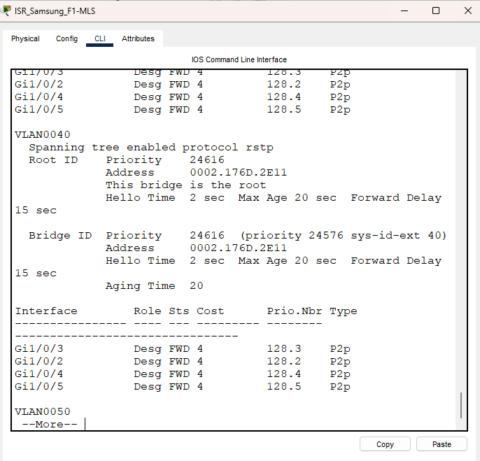 ISR_Samsung_F1-MLS
Physical Config CLI Attributes
IOS Command Line Interface
Gi1/0/3 Desg FWD 4 128.3 P2p
Gi1/0/2 Desg FWD 4 128.2 P2p
Gi1/0/4 Desg FWD 4 128.4 P2p
Gi1/0/5 Desg FWD 4 128.5 P2p
VLAN0040
Spanning tree enabled protocol rstp
Root ID Priority 24616
Address 0002.176D.2E11
This bridge is the root
Hello Time 2 sec Max Age 20 sec Forward Delay
15 sec
Bridge ID Priority 24616 (priority 24576 sys-id-ext 40)
Address 0002.176D.2E11
Hello Time 2 sec Max Age 20 sec Forward Delay
15 sec
Aging Time 20
Interface Role Sts Cost Prio.Nbr Type
---------------- ---- --- --------- --------
--------------------------------
Gi1/0/3 Desg FWD 4 128.3 P2p
Gi1/0/2 Desg FWD 4 128.2 P2p
Gi1/0/4 Desg FWD 4 128.4 P2p
Gi1/0/5 Desg FWD 4 128.5 P2p
VLAN0050
--More--
Copy Paste